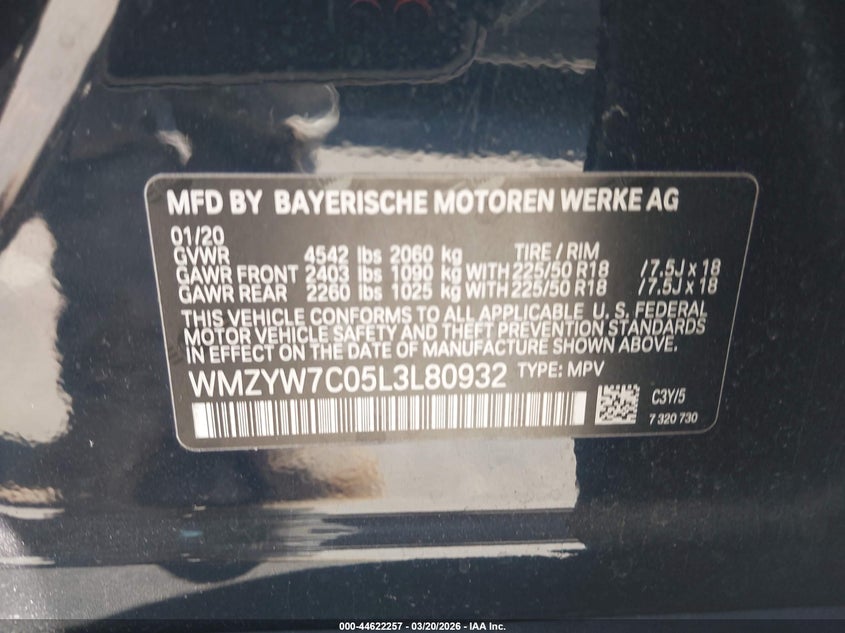 MFD BY BAYERISCHE MOTOREN WERKE AG
01/20
GVWR 4542 lbs 2060 kg TIRE / RIM
GAWR FRONT 2403 lbs 1090 kg WITH 225/50 R18 /7.5J x 18
GAWR REAR 2260 lbs 1025 kg WITH 225/50 R18 /7.5J x 18
THIS VEHICLE CONFORMS TO ALL APPLICABLE U. S. FEDERAL
MOTOR VEHICLE SAFETY AND THEFT PREVENTION STANDARDS
IN EFFECT ON THE DATE OF MANUFACTURE SHOWN ABOVE.
WMZYW7C05L3L80932 TYPE: MPV
C3Y/5
7 320 730
000-44622257 - 03/20/2026 - IAA Inc.